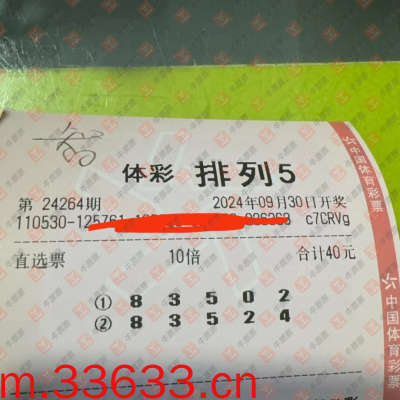 体彩 排列5
第 24264期 2024年09月30日开奖
110530-125761 c7CRVg
直选票 10倍 合计40元
① 8 3 5 0 2
② 8 3 5 2 4
m.33633.cn
中国体育彩票
中国体育彩票